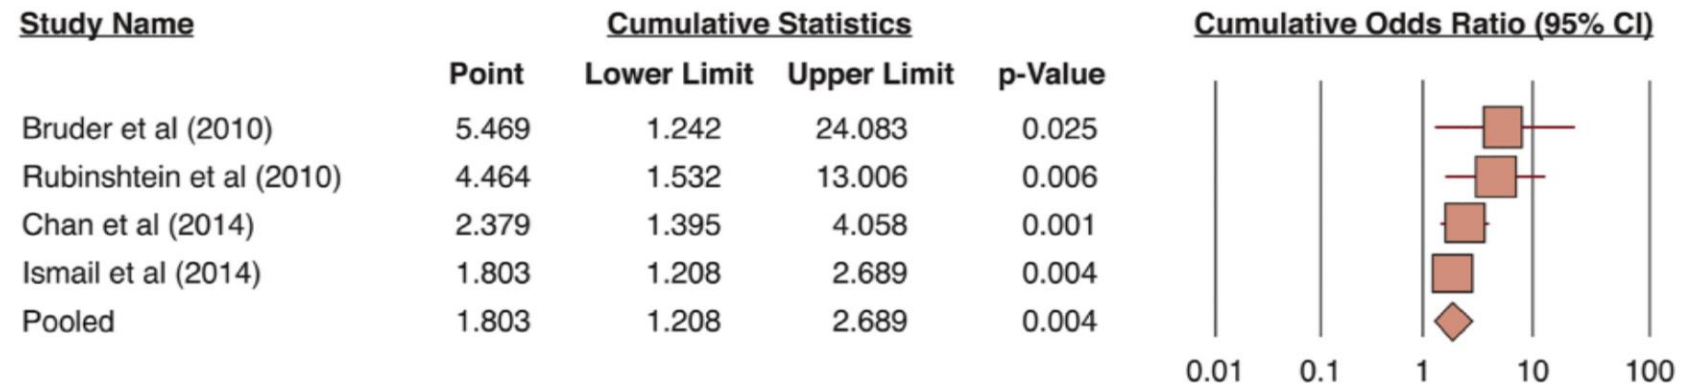 Study Name Cumulative Statistics Cumulative Odds Ratio (95% CI)
Point Lower Limit Upper Limit p-Value
Bruder et al (2010) 5.469 1.242 24.083 0.025
Rubinshtein et al (2010) 4.464 1.532 13.006 0.006
Chan et al (2014) 2.379 1.395 4.058 0.001
Ismail et al (2014) 1.803 1.208 2.689 0.004
Pooled 1.803 1.208 2.689 0.004
0.01 0.1 1 10 100